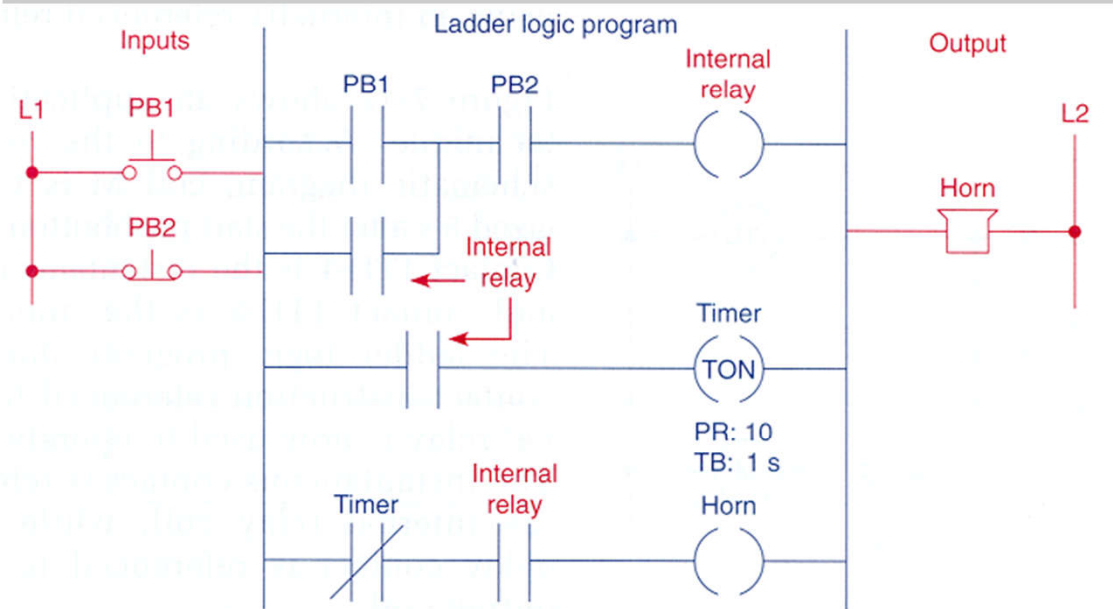 Ladder logic program
Inputs
Output
Internal
relay
PB1
PB2
L1
PB1
L2
Horn
PB2
Internal
relay
Timer
TON
PR: 10
TB: 1 s
Internal
relay
Timer
Horn